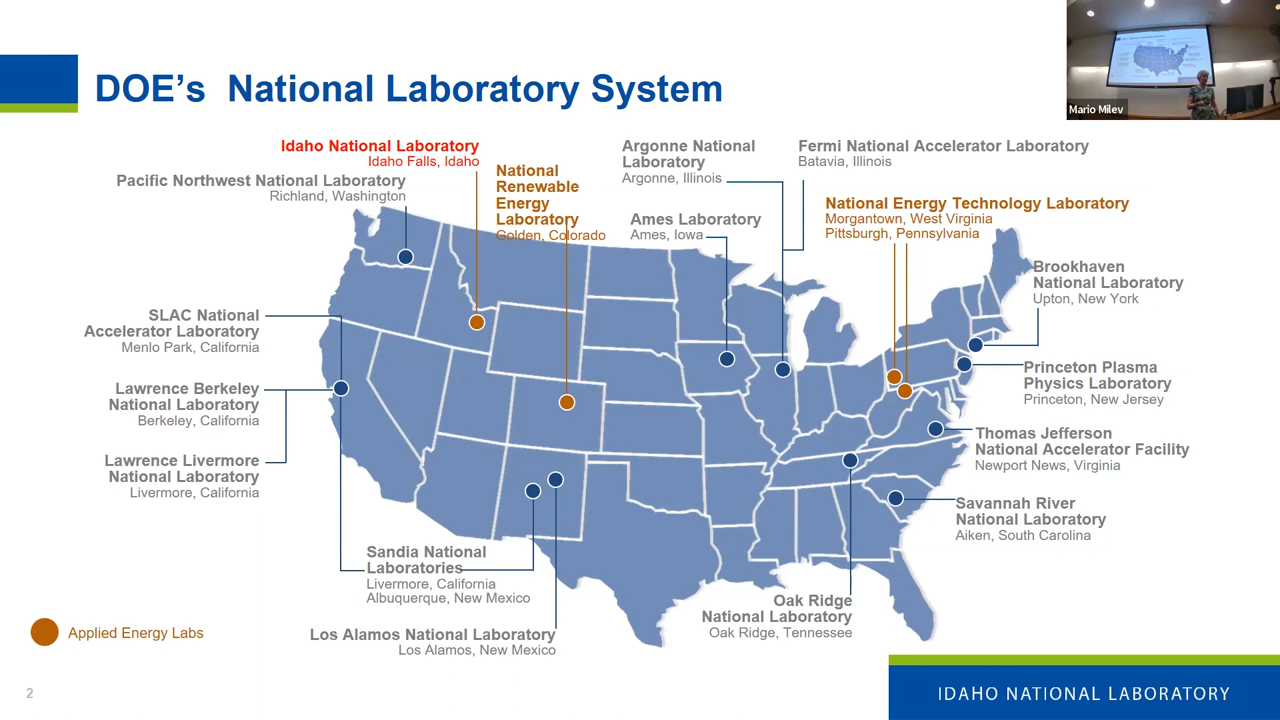 DOE’s  National Laboratory System
Mario Milev
Idaho National Laboratory
Idaho Falls, Idaho
Pacific Northwest National Laboratory
Richland, Washington
National
Renewable
Energy
Laboratory
Golden, Colorado
Argonne National
Laboratory
Argonne, Illinois
Ames Laboratory
Ames, Iowa
Fermi National Accelerator Laboratory
Batavia, Illinois
National Energy Technology Laboratory
Morgantown, West Virginia
Pittsburgh, Pennsylvania
Brookhaven
National Laboratory
Upton, New York
SLAC National
Accelerator Laboratory
Menlo Park, California
Lawrence Berkeley
National Laboratory
Berkeley, California
Lawrence Livermore
National Laboratory
Livermore, California
Princeton Plasma
Physics Laboratory
Princeton, New Jersey
Thomas Jefferson
National Accelerator Facility
Newport News, Virginia
Savannah River
National Laboratory
Aiken, South Carolina
Sandia National
Laboratories
Livermore, California
Albuquerque, New Mexico
Los Alamos National Laboratory
Los Alamos, New Mexico
Oak Ridge
National Laboratory
Oak Ridge, Tennessee
Applied Energy Labs
2
IDAHO NATIONAL LABORATORY